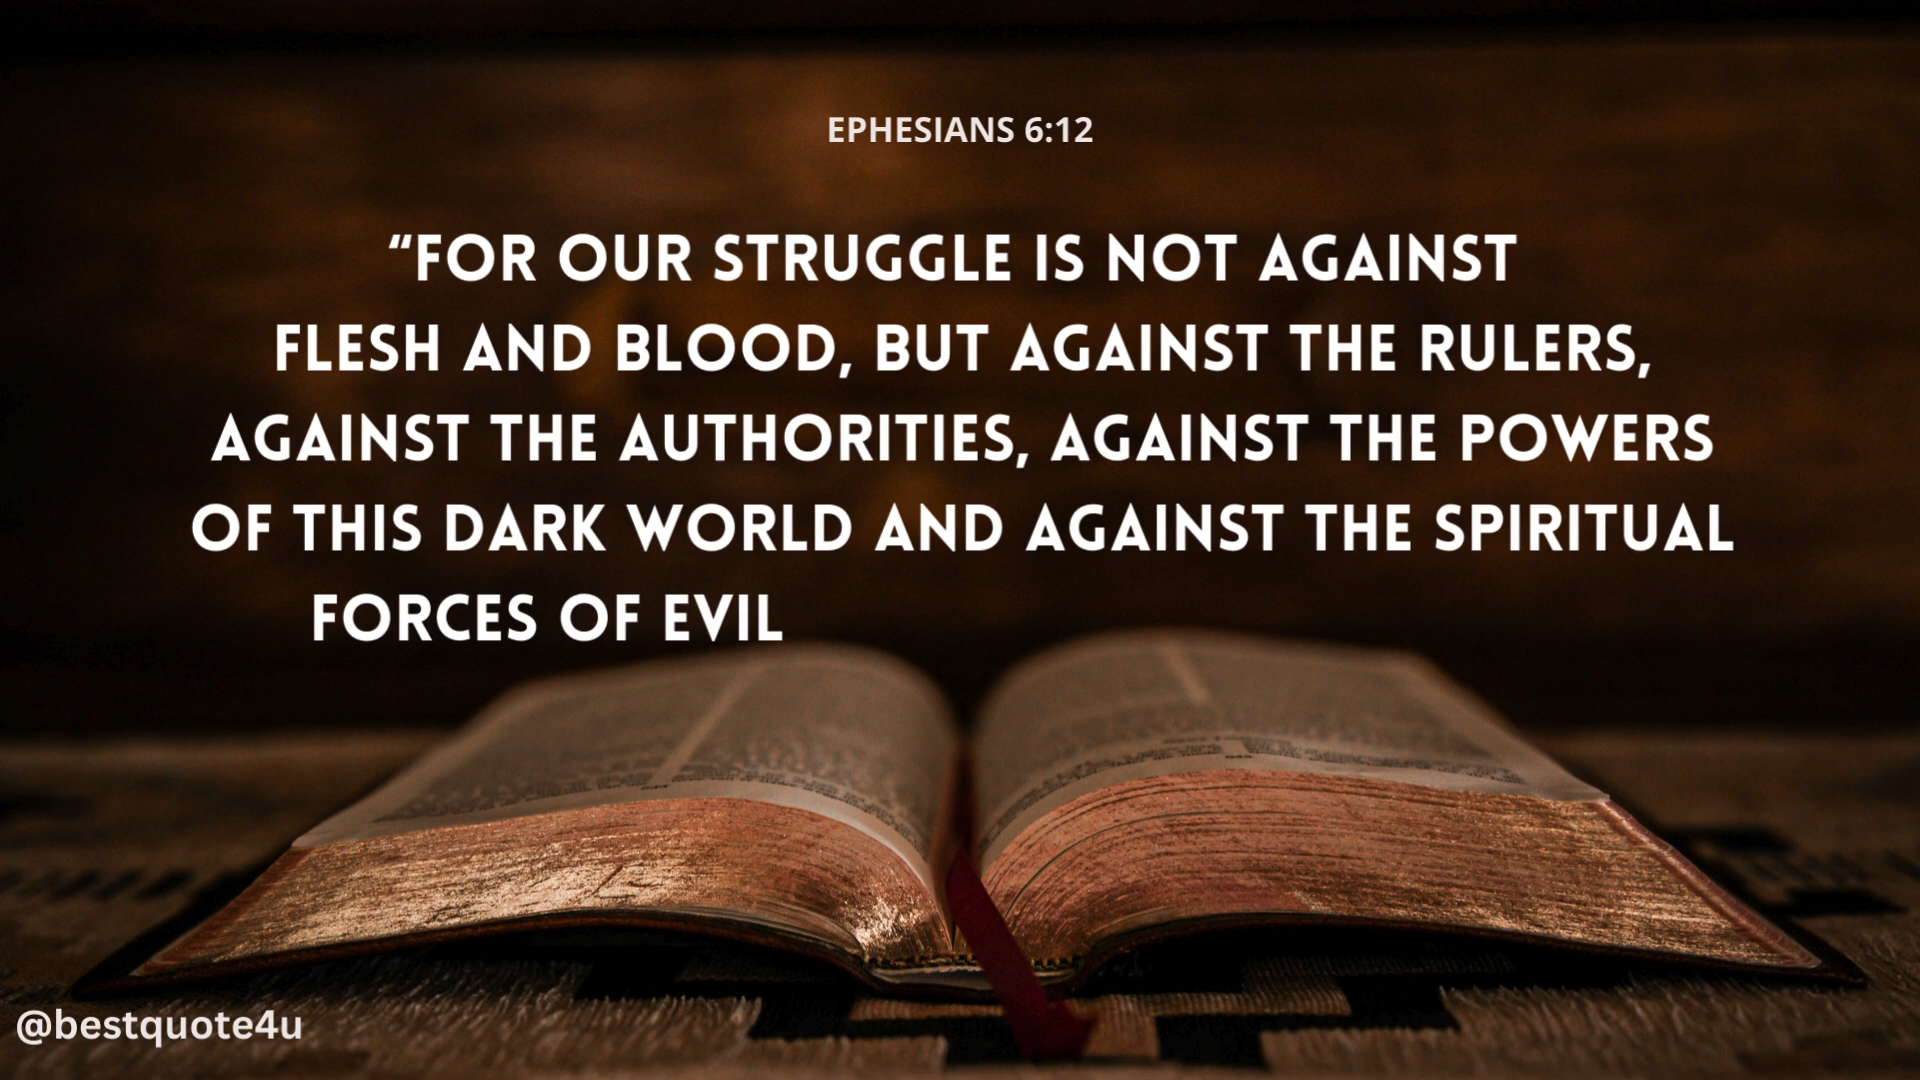 EPHESIANS 6:12
“FOR OUR STRUGGLE IS NOT AGAINST
FLESH AND BLOOD, BUT AGAINST THE RULERS,
AGAINST THE AUTHORITIES, AGAINST THE POWERS
OF THIS DARK WORLD AND AGAINST THE SPIRITUAL
FORCES OF EVIL
@bestquote4u